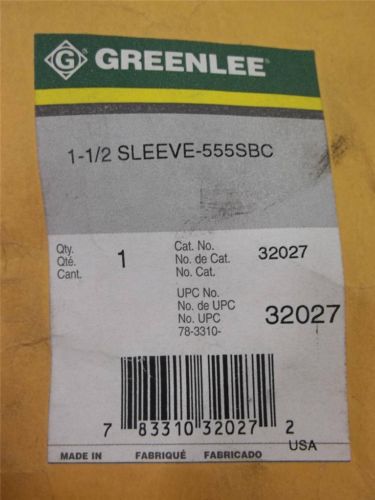 G GREENLEE®
1-1/2 SLEEVE-555SBC
Qty.
Qté.
Cant.
1
Cat. No.
No. de Cat.
No. Cat.
32027
UPC No.
No. de UPC
No. UPC
78-3310-
32027
7 83310 32027 2
USA
MADE IN FABRIQUÉ FABRICADO